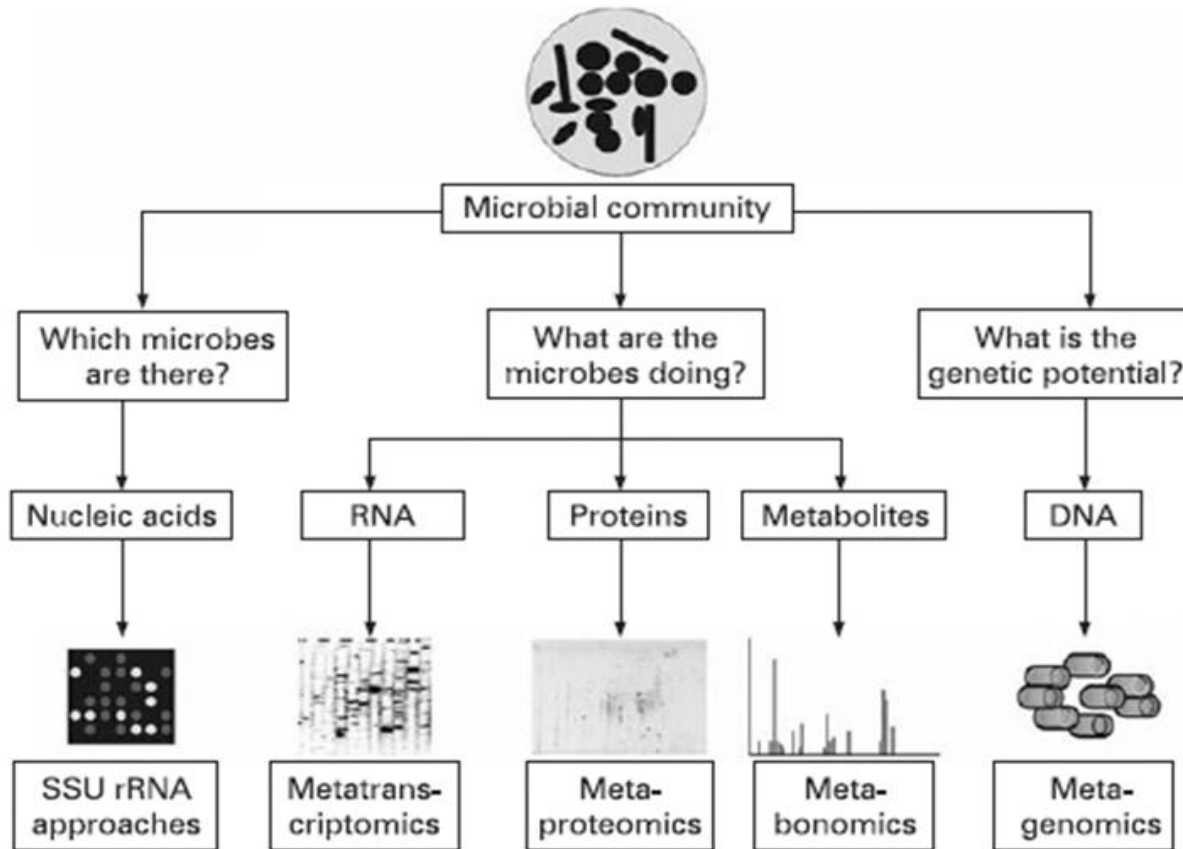 Microbial community
Which microbes
are there?
What are the
microbes doing?
What is the
genetic potential?
Nucleic acids
RNA
Proteins
Metabolites
DNA
SSU rRNA
approaches
Metatrans-
criptomics
Meta-
proteomics
Meta-
bonomics
Meta-
genomics